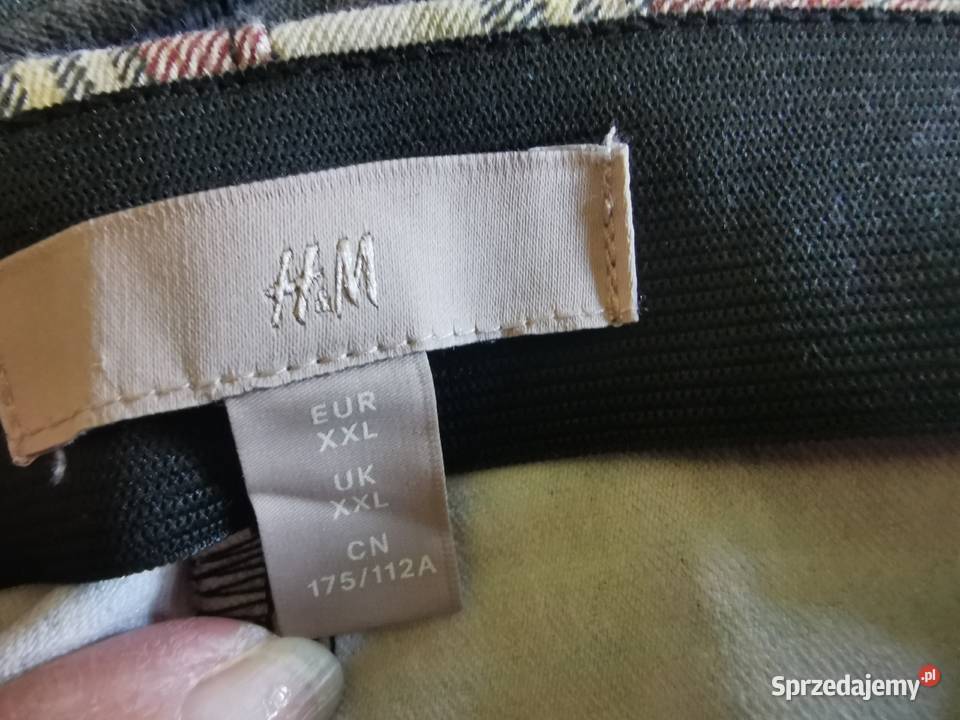 H&M
EUR
XXL
UK
XXL
CN
175/112A
Sprzedajemy.pl